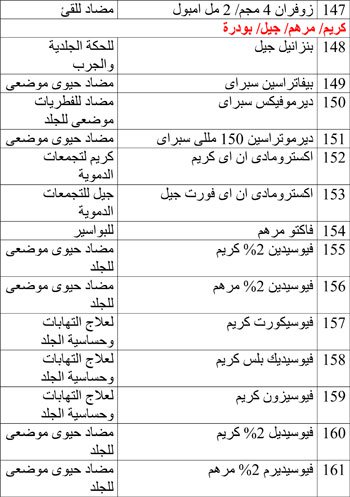 147 زوفران 4 مجم/ 2 مل امبول مضاد للقئ
كريم/ مرهم/ جيل/ بودرة
148 بنزانيل جيل للحكة الجلدية
والجرب
149 بيفاتراسين سبراى مضاد حيوى موضعى
150 ديرموفيكس سبراى مضاد للفطريات
موضعى للجلد
151 ديرموتراسين 150 مللى سبراى مضاد حيوى موضعى
152 اكسترومادى ان اى كريم كريم لتجمعات
الدموية
153 اكسترومادى ان اى فورت جيل جيل للتجمعات
الدموية
154 فاكتو مرهم للبواسير
155 فيوسيدين 2% كريم مضاد حيوى موضعى
للجلد
156 فيوسيدين 2% مرهم مضاد حيوى موضعى
للجلد
157 فيوسيكورت كريم لعلاج التهابات
وحساسية الجلد
158 فيوسيديك بلس كريم لعلاج التهابات
وحساسية الجلد
159 فيوسيزون كريم لعلاج التهابات
وحساسية الجلد
160 فيوسيديل 2% كريم مضاد حيوى موضعى
للجلد
161 فيوسيديرم 2% مرهم مضاد حيوى موضعى
للجلد